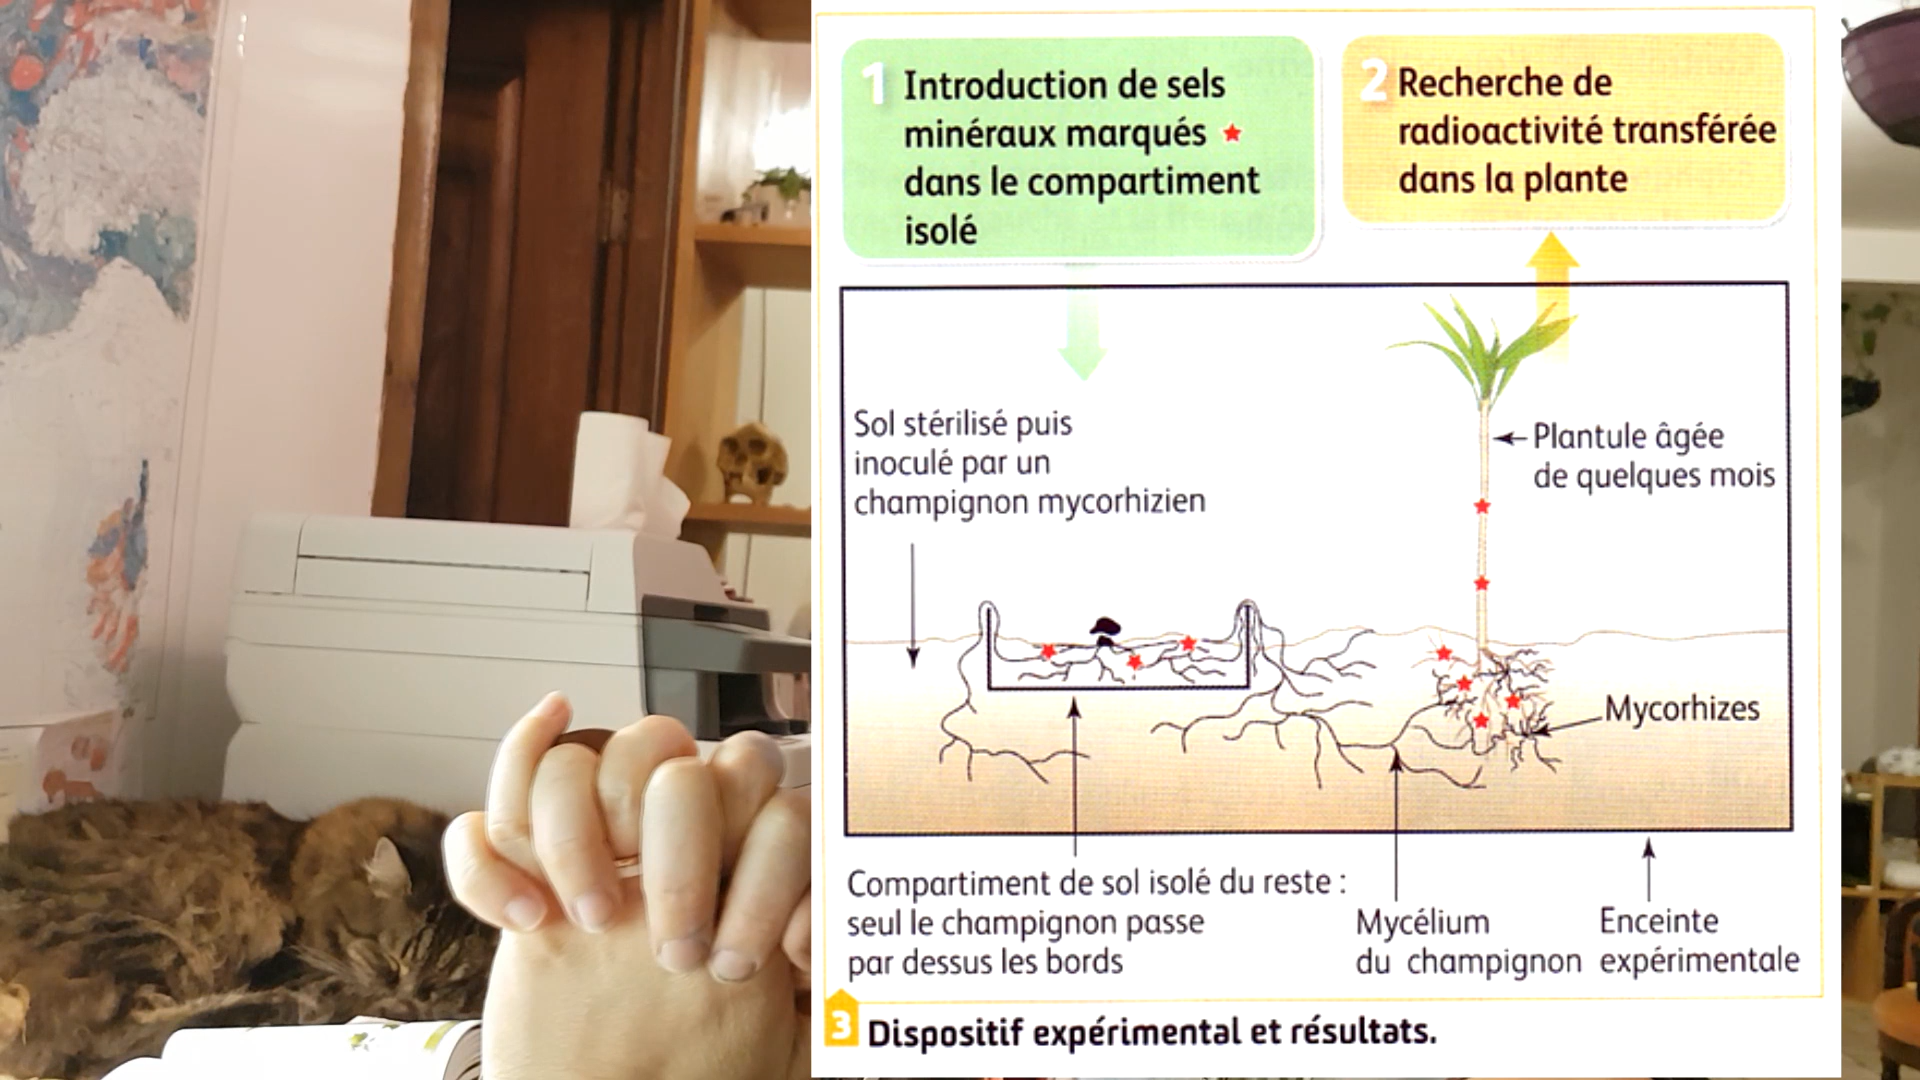 1 Introduction de sels
minéraux marqués
dans le compartiment
isolé
2 Recherche de
radioactivité transférée
dans la plante
Sol stérilisé puis
inoculé par un
champignon mycorhizien
Plantule âgée
de quelques mois
Mycorhizes
Compartiment de sol isolé du reste :
seul le champignon passe
par dessus les bords
Mycélium
du champignon
Enceinte
expérimentale
3 Dispositif expérimental et résultats.